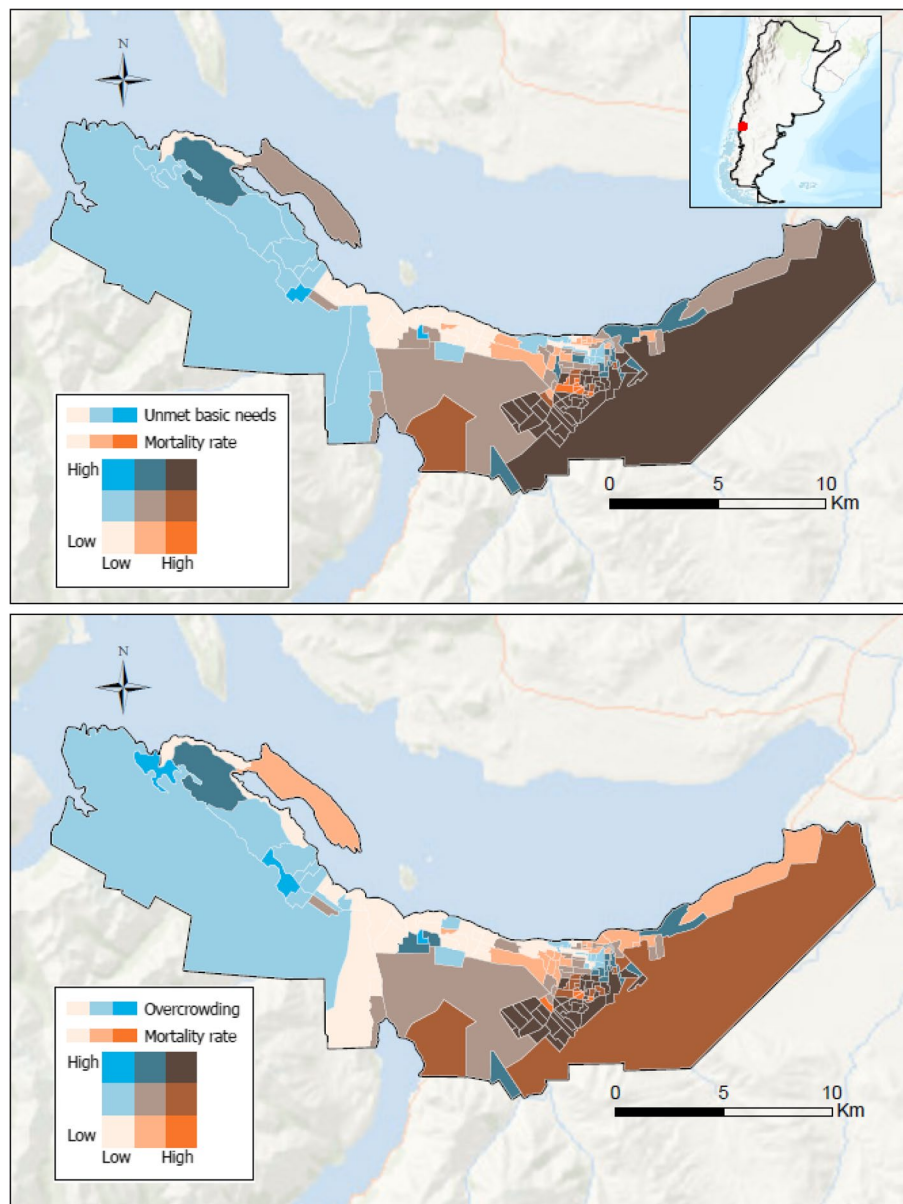 N
Unmet basic needs
Mortality rate
High
Low
Low High
0 5 10
Km
N
Overcrowding
Mortality rate
High
Low
Low High
0 5 10
Km